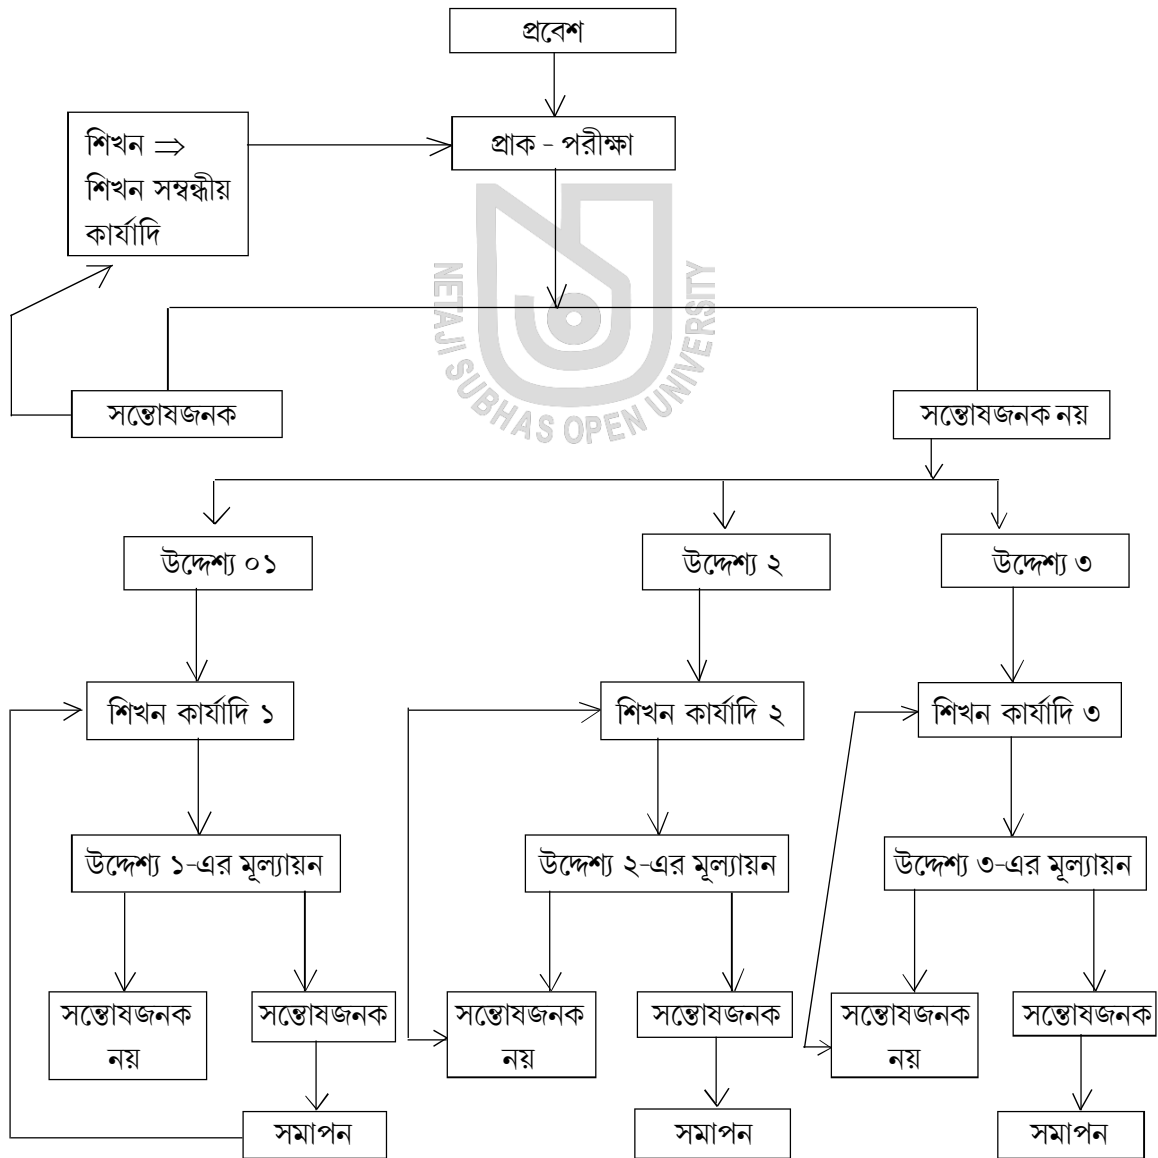 প্রবেশ
প্রাক - পরীক্ষা
শিখন ⇒
শিখন সম্বন্ধীয়
কার্যাদি
NETAJI SUBHAS OPEN UNIVERSITY
সন্তোষজনক
সন্তোষজনক নয়
উদ্দেশ্য ০১
উদ্দেশ্য ২
উদ্দেশ্য ৩
শিখন কার্যাদি ১
শিখন কার্যাদি ২
শিখন কার্যাদি ৩
উদ্দেশ্য ১-এর মূল্যায়ন
উদ্দেশ্য ২-এর মূল্যায়ন
উদ্দেশ্য ৩-এর মূল্যায়ন
সন্তোষজনক
নয়
সন্তোষজনক
সন্তোষজনক
নয়
সন্তোষজনক
সন্তোষজনক
নয়
সন্তোষজনক
সমাপন
সমাপন
সমাপন